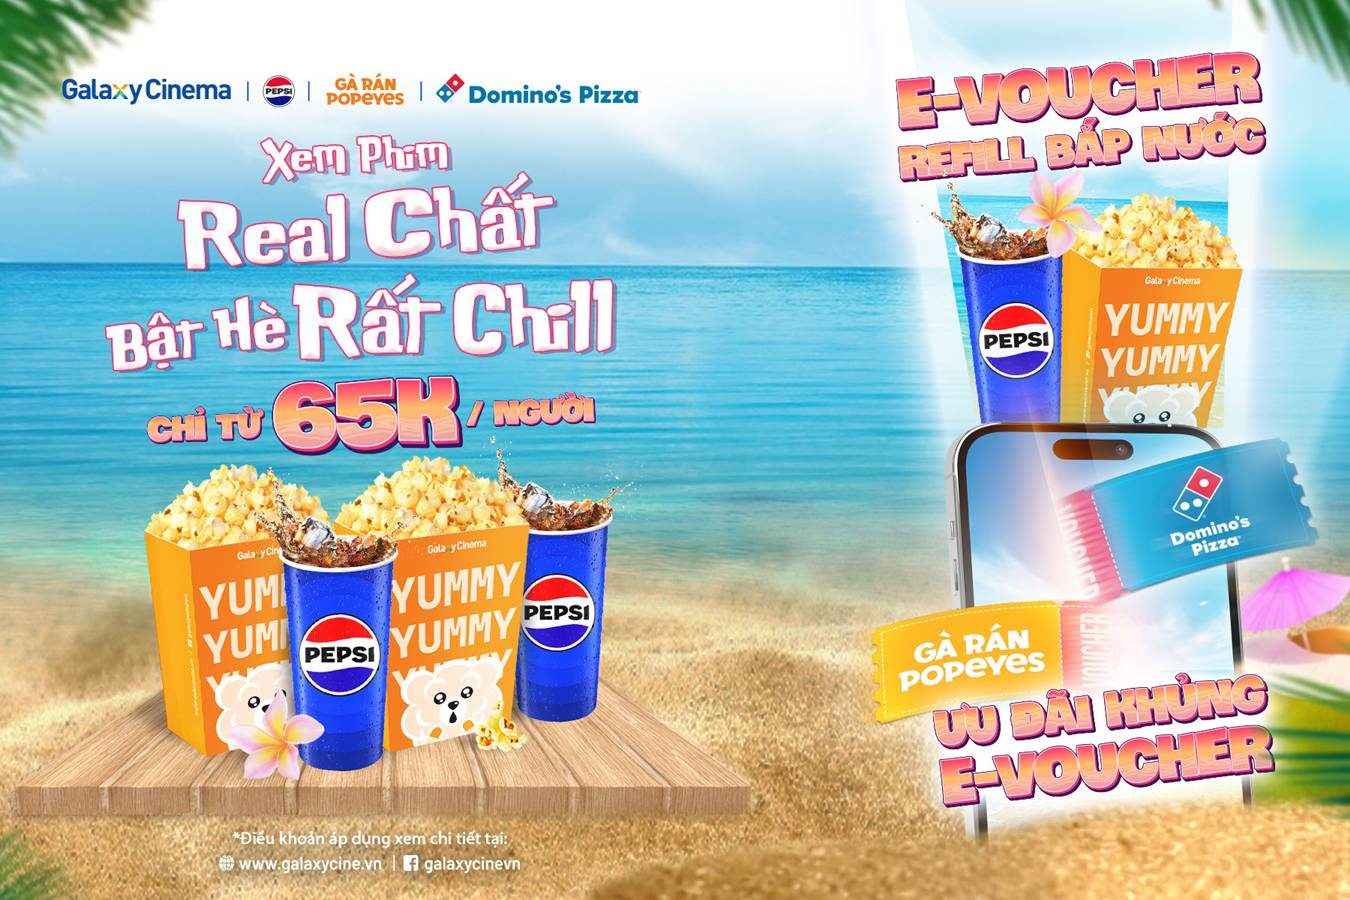 Galaxy Cinema | PEPSI | GÀ RÁN POPEYES | Domino's Pizza
Xem Phim
Real Chất
Bật Hè Rất Chill
CHỈ TỪ 65K / NGƯỜI
Galaxy Cinema
YUMMY
YUMMY
YUMMY
PEPSI
PEPSI
*Điều khoản áp dụng xem chi tiết tại:
www.galaxycine.vn | galaxycinevn
E-VOUCHER
REFILL BẮP NƯỚC
PEPSI
Galaxy Cinema
YUMMY
YUMMY
YUMMY
Domino's
Pizza
GÀ RÁN
POPEYES
VOUCHER
ƯU ĐÃI KHỦNG
E-VOUCHER